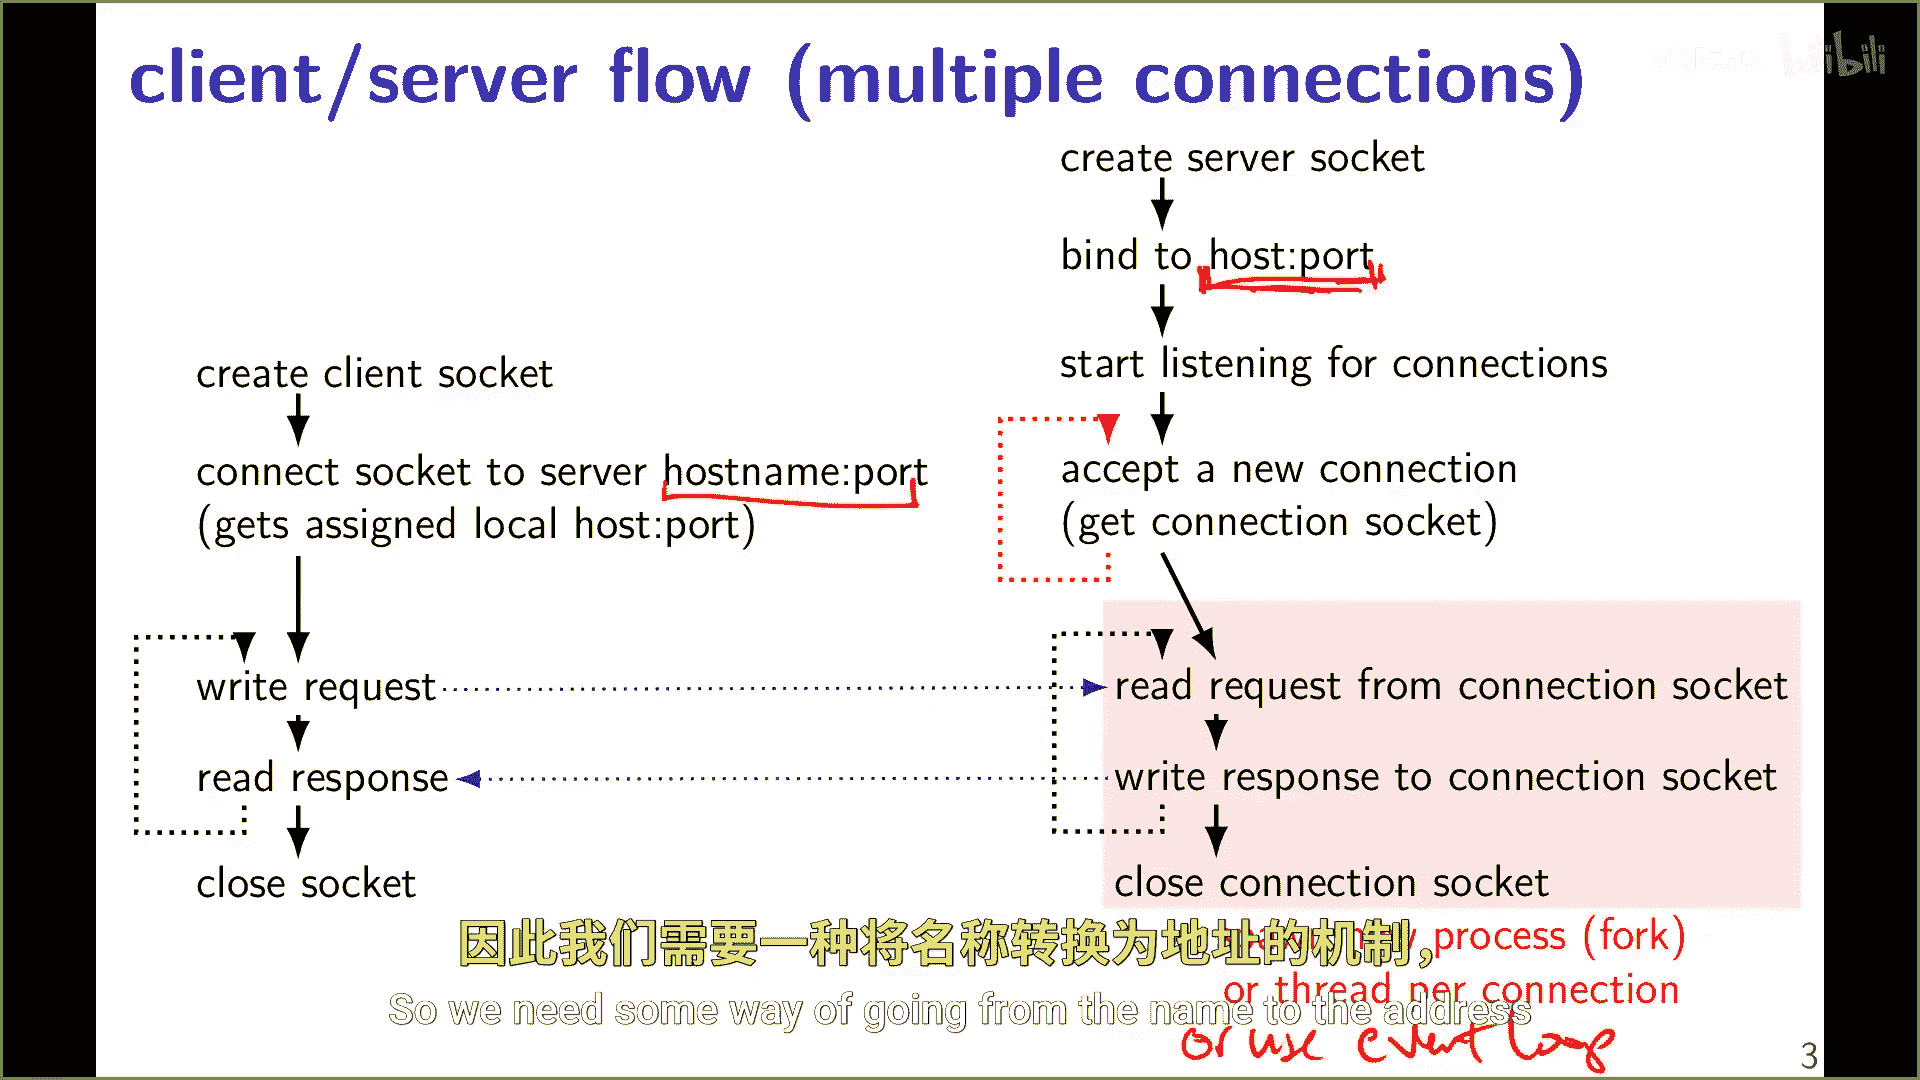 client/server flow (multiple connections)
bilibili
create server socket
bind to host:port
start listening for connections
accept a new connection
(get connection socket)
create client socket
connect socket to server hostname:port
(gets assigned local host:port)
write request
read response
close socket
read request from connection socket
write response to connection socket
close connection socket
process (fork)
or thread per connection
or use event loop
因此我们需要一种将名称转换为地址的机制，
So we need some way of going from the name to the address
3